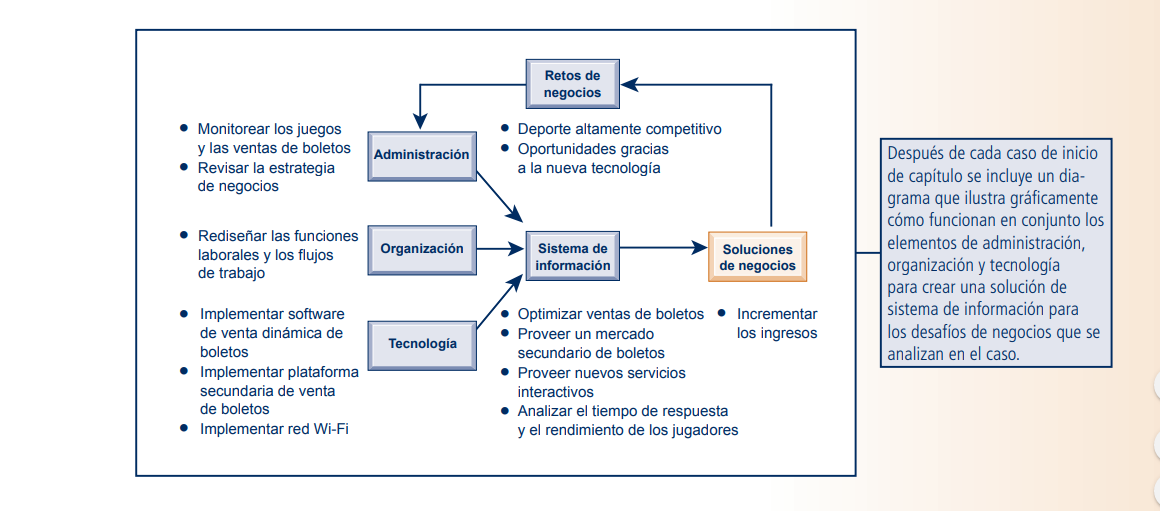 Retos de
negocios
• Monitorear los juegos
y las ventas de boletos
• Revisar la estrategia
de negocios
Administración
• Deporte altamente competitivo
• Oportunidades gracias
a la nueva tecnología
• Rediseñar las funciones
laborales y los flujos
de trabajo
Organización
Sistema de
información
Soluciones
de negocios
• Implementar software
de venta dinámica de
boletos
• Implementar plataforma
secundaria de venta
de boletos
• Implementar red Wi-Fi
Tecnología
• Optimizar ventas de boletos
• Proveer un mercado
secundario de boletos
• Proveer nuevos servicios
interactivos
• Analizar el tiempo de respuesta
y el rendimiento de los jugadores
• Incrementar
los ingresos
Después de cada caso de inicio
de capítulo se incluye un dia-
grama que ilustra gráficamente
cómo funcionan en conjunto los
elementos de administración,
organización y tecnología
para crear una solución de
sistema de información para
los desafíos de negocios que se
analizan en el caso.